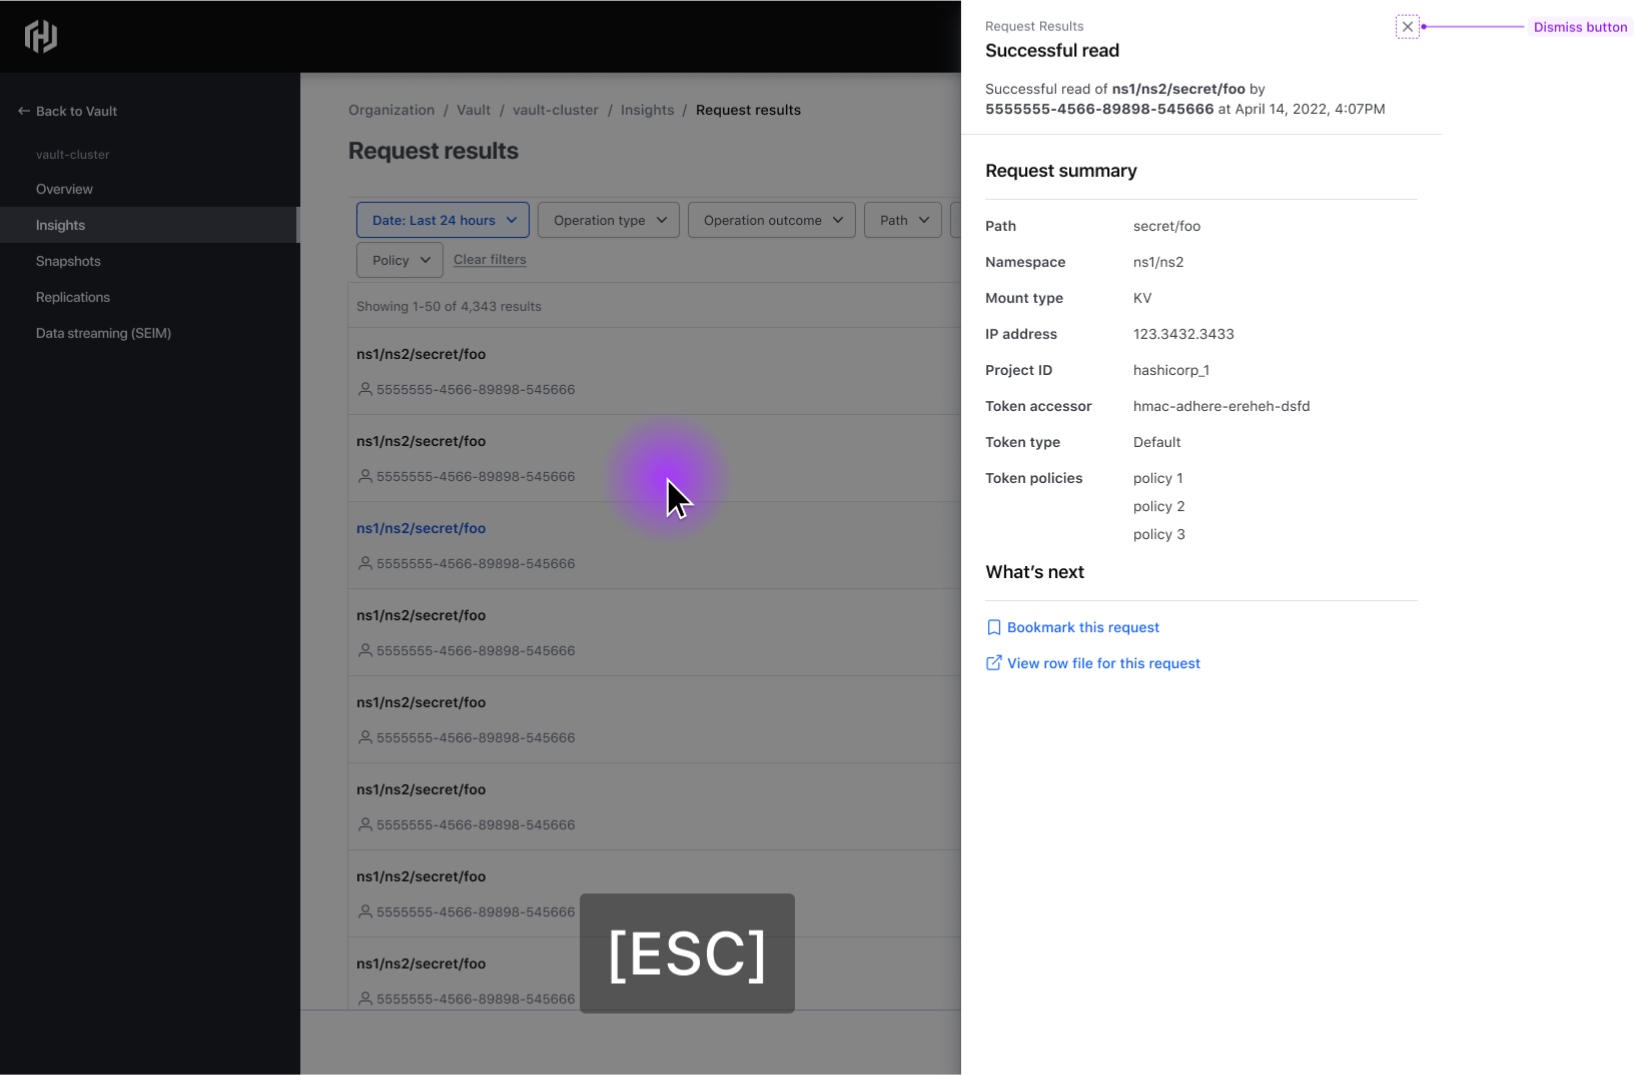 Back to Vault
vault-cluster
Overview
Insights
Snapshots
Replications
Data streaming (SEIM)
Organization / Vault / vault-cluster / Insights / Request results
Request results
Date: Last 24 hours
Operation type
Operation outcome
Path
Policy
Clear filters
Showing 1-50 of 4,343 results
ns1/ns2/secret/foo
5555555-4566-89898-545666
ns1/ns2/secret/foo
5555555-4566-89898-545666
ns1/ns2/secret/foo
5555555-4566-89898-545666
ns1/ns2/secret/foo
5555555-4566-89898-545666
ns1/ns2/secret/foo
5555555-4566-89898-545666
ns1/ns2/secret/foo
5555555-4566-89898-545666
ns1/ns2/secret/foo
5555555-4566-89898-545666
ns1/ns2/secret/foo
5555555-4566-89898-545666
[ESC]
Request Results
Successful read
Dismiss button
Successful read of ns1/ns2/secret/foo by
5555555-4566-89898-545666 at April 14, 2022, 4:07PM
Request summary
Path secret/foo
Namespace ns1/ns2
Mount type KV
IP address 123.3432.3433
Project ID hashicorp_1
Token accessor hmac-adhere-ereheh-dsfd
Token type Default
Token policies policy 1
policy 2
policy 3
What's next
Bookmark this request
View row file for this request